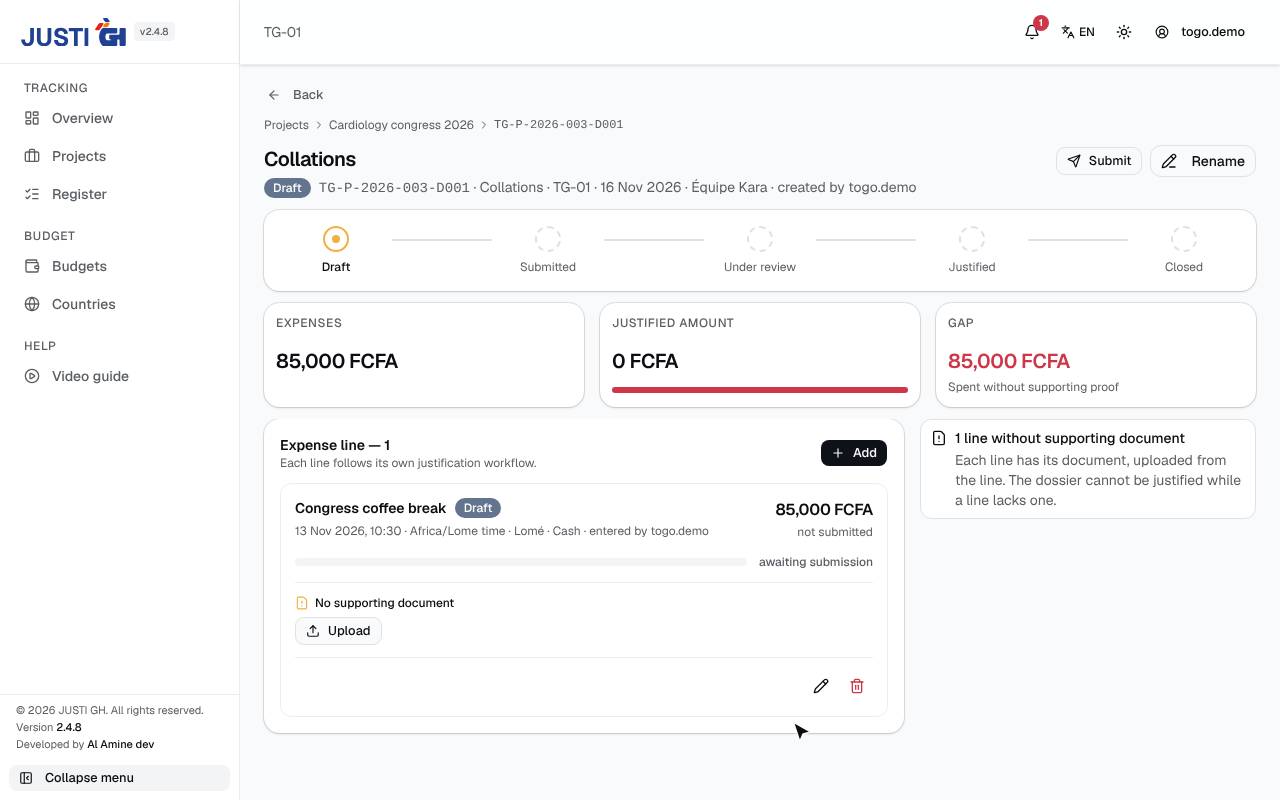 JUSTI GH v2.4.8
TG-01
1
EN
togo.demo
TRACKING
Overview
Projects
Register
BUDGET
Budgets
Countries
HELP
Video guide
© 2026 JUSTI GH. All rights reserved.
Version 2.4.8
Developed by Al Amine dev
Collapse menu
Back
Projects > Cardiology congress 2026 > TG-P-2026-003-D001
Collations
Submit
Rename
Draft TG-P-2026-003-D001 · Collations · TG-01 · 16 Nov 2026 · Équipe Kara · created by togo.demo
Draft
Submitted
Under review
Justified
Closed
EXPENSES
85,000 FCFA
JUSTIFIED AMOUNT
0 FCFA
GAP
85,000 FCFA
Spent without supporting proof
Expense line — 1
Each line follows its own justification workflow.
Add
Congress coffee break Draft
85,000 FCFA
13 Nov 2026, 10:30 · Africa/Lome time · Lomé · Cash · entered by togo.demo
not submitted
awaiting submission
No supporting document
Upload
1 line without supporting document
Each line has its document, uploaded from
the line. The dossier cannot be justified while
a line lacks one.